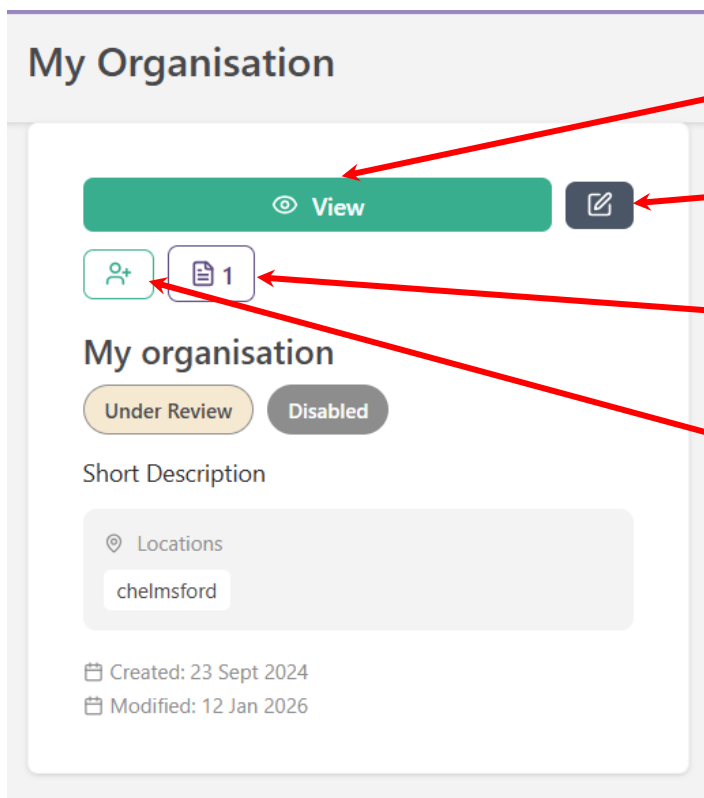 My Organisation
View
1
My organisation
Under Review Disabled
Short Description
Locations
chelmsford
Created: 23 Sept 2024
Modified: 12 Jan 2026